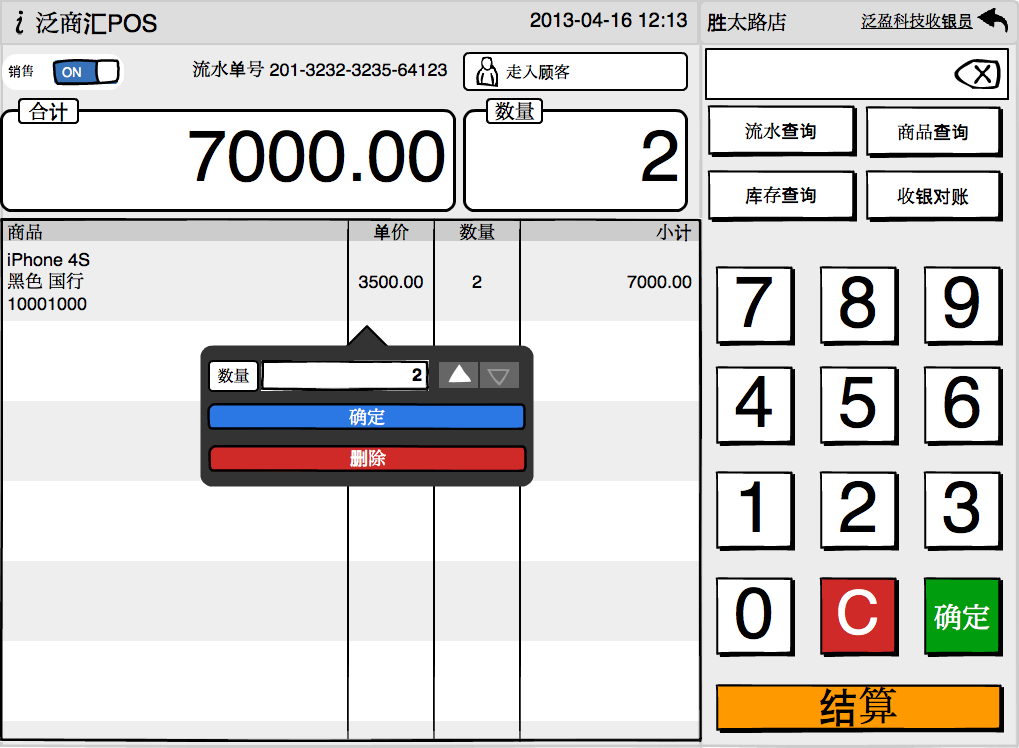 i 泛商汇POS
2013-04-16 12:13
胜太路店
泛盈科技收银员
销售
ON
流水单号 201-3232-3235-64123
走入顾客
合计
7000.00
数量
2
流水查询
商品查询
库存查询
收银对账
商品 单价 数量 小计
iPhone 4S
黑色 国行
10001000
3500.00
2
7000.00
数量
2
确定
删除
7 8 9
4 5 6
1 2 3
0 C 确定
结算